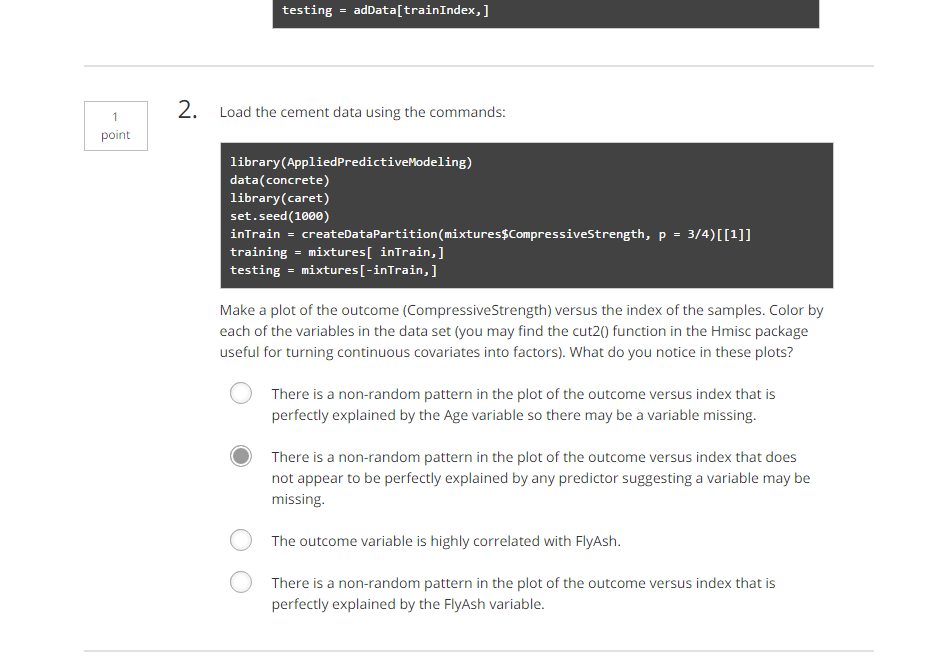 testing = adData[trainIndex,]
1
point
2.
Load the cement data using the commands:
library(AppliedPredictiveModeling)
data(concrete)
library(caret)
set.seed(1000)
inTrain = createDataPartition(mixtures$CompressiveStrength, p = 3/4)[[1]]
training = mixtures[ inTrain,]
testing = mixtures[-inTrain,]
Make a plot of the outcome (CompressiveStrength) versus the index of the samples. Color by
each of the variables in the data set (you may find the cut2() function in the Hmisc package
useful for turning continuous covariates into factors). What do you notice in these plots?
There is a non-random pattern in the plot of the outcome versus index that is
perfectly explained by the Age variable so there may be a variable missing.
There is a non-random pattern in the plot of the outcome versus index that does
not appear to be perfectly explained by any predictor suggesting a variable may be
missing.
The outcome variable is highly correlated with FlyAsh.
There is a non-random pattern in the plot of the outcome versus index that is
perfectly explained by the FlyAsh variable.